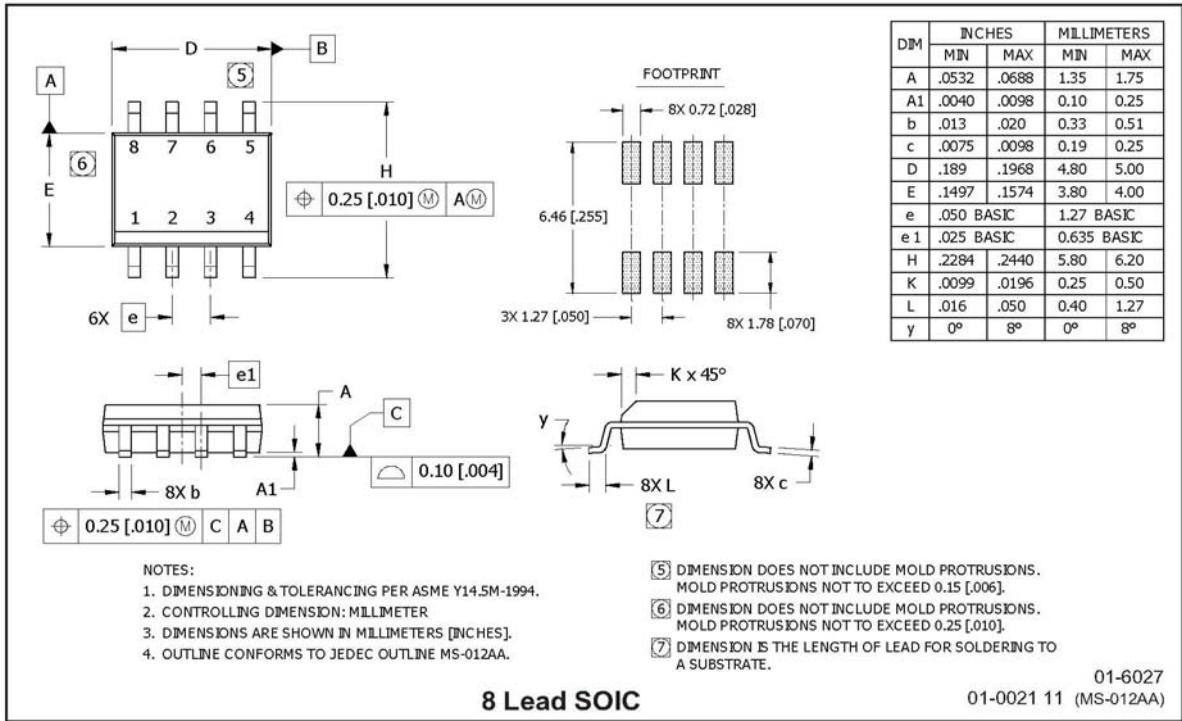 D
B
5
A
8 7 6 5
6
E
H
1 2 3 4
⌖ 0.25 [.010] Ⓜ A Ⓜ
6X e
FOOTPRINT
8X 0.72 [.028]
6.46 [.255]
3X 1.27 [.050]
8X 1.78 [.070]
DIM INCHES MILLIMETERS
MIN MAX MIN MAX
A .0532 .0688 1.35 1.75
A1 .0040 .0098 0.10 0.25
b .013 .020 0.33 0.51
c .0075 .0098 0.19 0.25
D .189 .1968 4.80 5.00
E .1497 .1574 3.80 4.00
e .050 BASIC 1.27 BASIC
e 1 .025 BASIC 0.635 BASIC
H .2284 .2440 5.80 6.20
K .0099 .0196 0.25 0.50
L .016 .050 0.40 1.27
y 0° 8° 0° 8°
e1
A
C
0.10 [.004]
8X b
A1
⌖ 0.25 [.010] Ⓜ C A B
K x 45°
y
8X L
7
8X c
NOTES:
1. DIMENSIONING & TOLERANCING PER ASME Y14.5M-1994.
2. CONTROLLING DIMENSION: MILLIMETER
3. DIMENSIONS ARE SHOWN IN MILLIMETERS [INCHES].
4. OUTLINE CONFORMS TO JEDEC OUTLINE MS-012AA.
5 DIMENSION DOES NOT INCLUDE MOLD PROTRUSIONS.
MOLD PROTRUSIONS NOT TO EXCEED 0.15 [.006].
6 DIMENSION DOES NOT INCLUDE MOLD PROTRUSIONS.
MOLD PROTRUSIONS NOT TO EXCEED 0.25 [.010].
7 DIMENSION IS THE LENGTH OF LEAD FOR SOLDERING TO
A SUBSTRATE.
8 Lead SOIC
01-6027
01-0021 11 (MS-012AA)